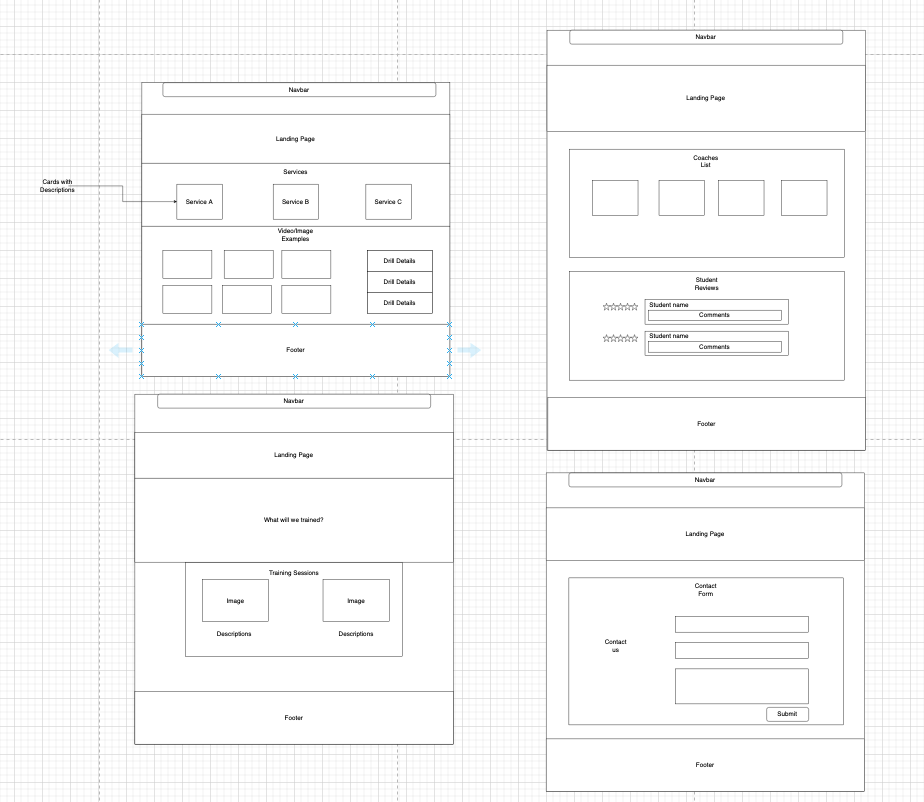 Navbar
Landing Page
Cards with
Descriptions
Services
Service A
Service B
Service C
Video/Image
Examples
Drill Details
Drill Details
Drill Details
Footer
Navbar
Landing Page
What will we trained?
Training Sessions
Image
Image
Descriptions
Descriptions
Footer
Navbar
Landing Page
Coaches
List
Student
Reviews
Student name
Comments
Student name
Comments
Footer
Navbar
Landing Page
Contact
Form
Contact
us
Submit
Footer